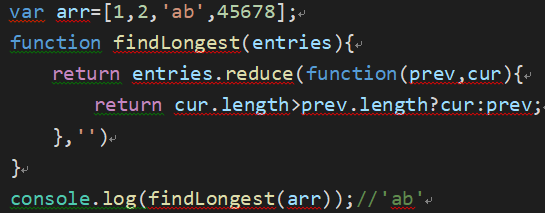 var arr=[1,2,'ab',45678];
function findLongest(entries){
return entries.reduce(function(prev,cur){
return cur.length>prev.length?cur:prev;
},'')
}
console.log(findLongest(arr));//'ab'